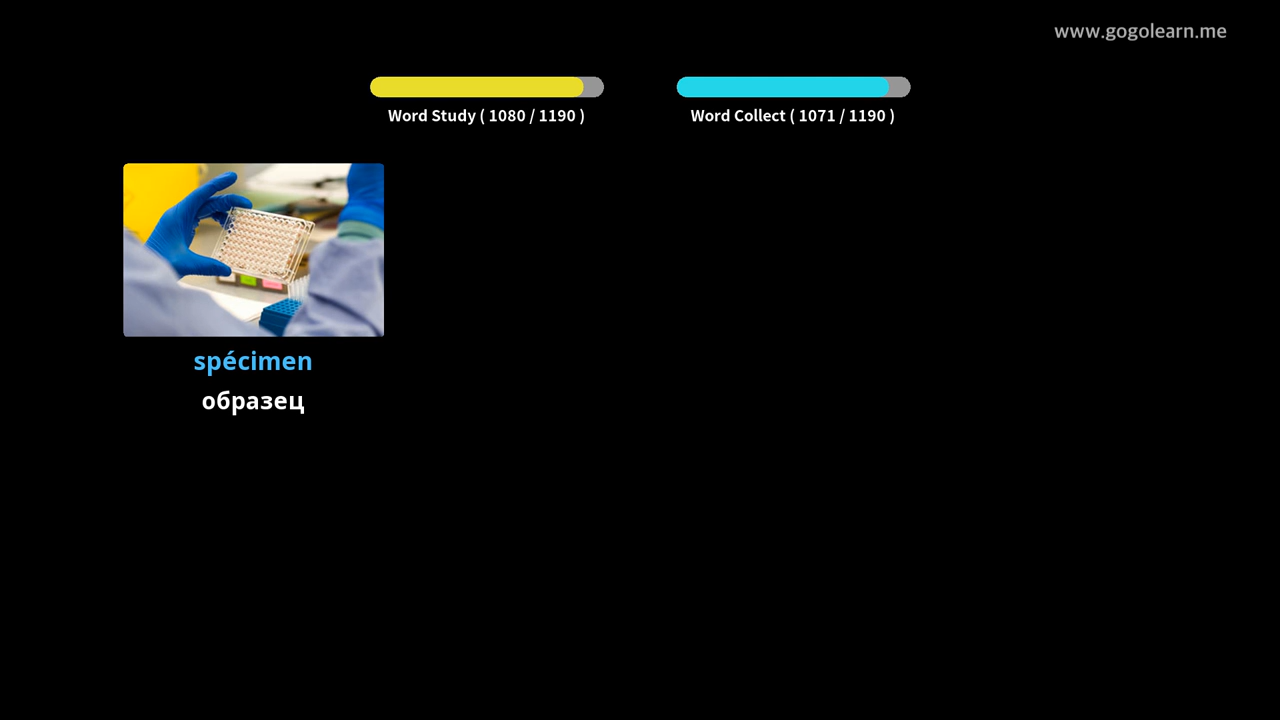 www.gogolearn.me
Word Study ( 1080 / 1190 )
Word Collect ( 1071 / 1190 )
spécimen
образец